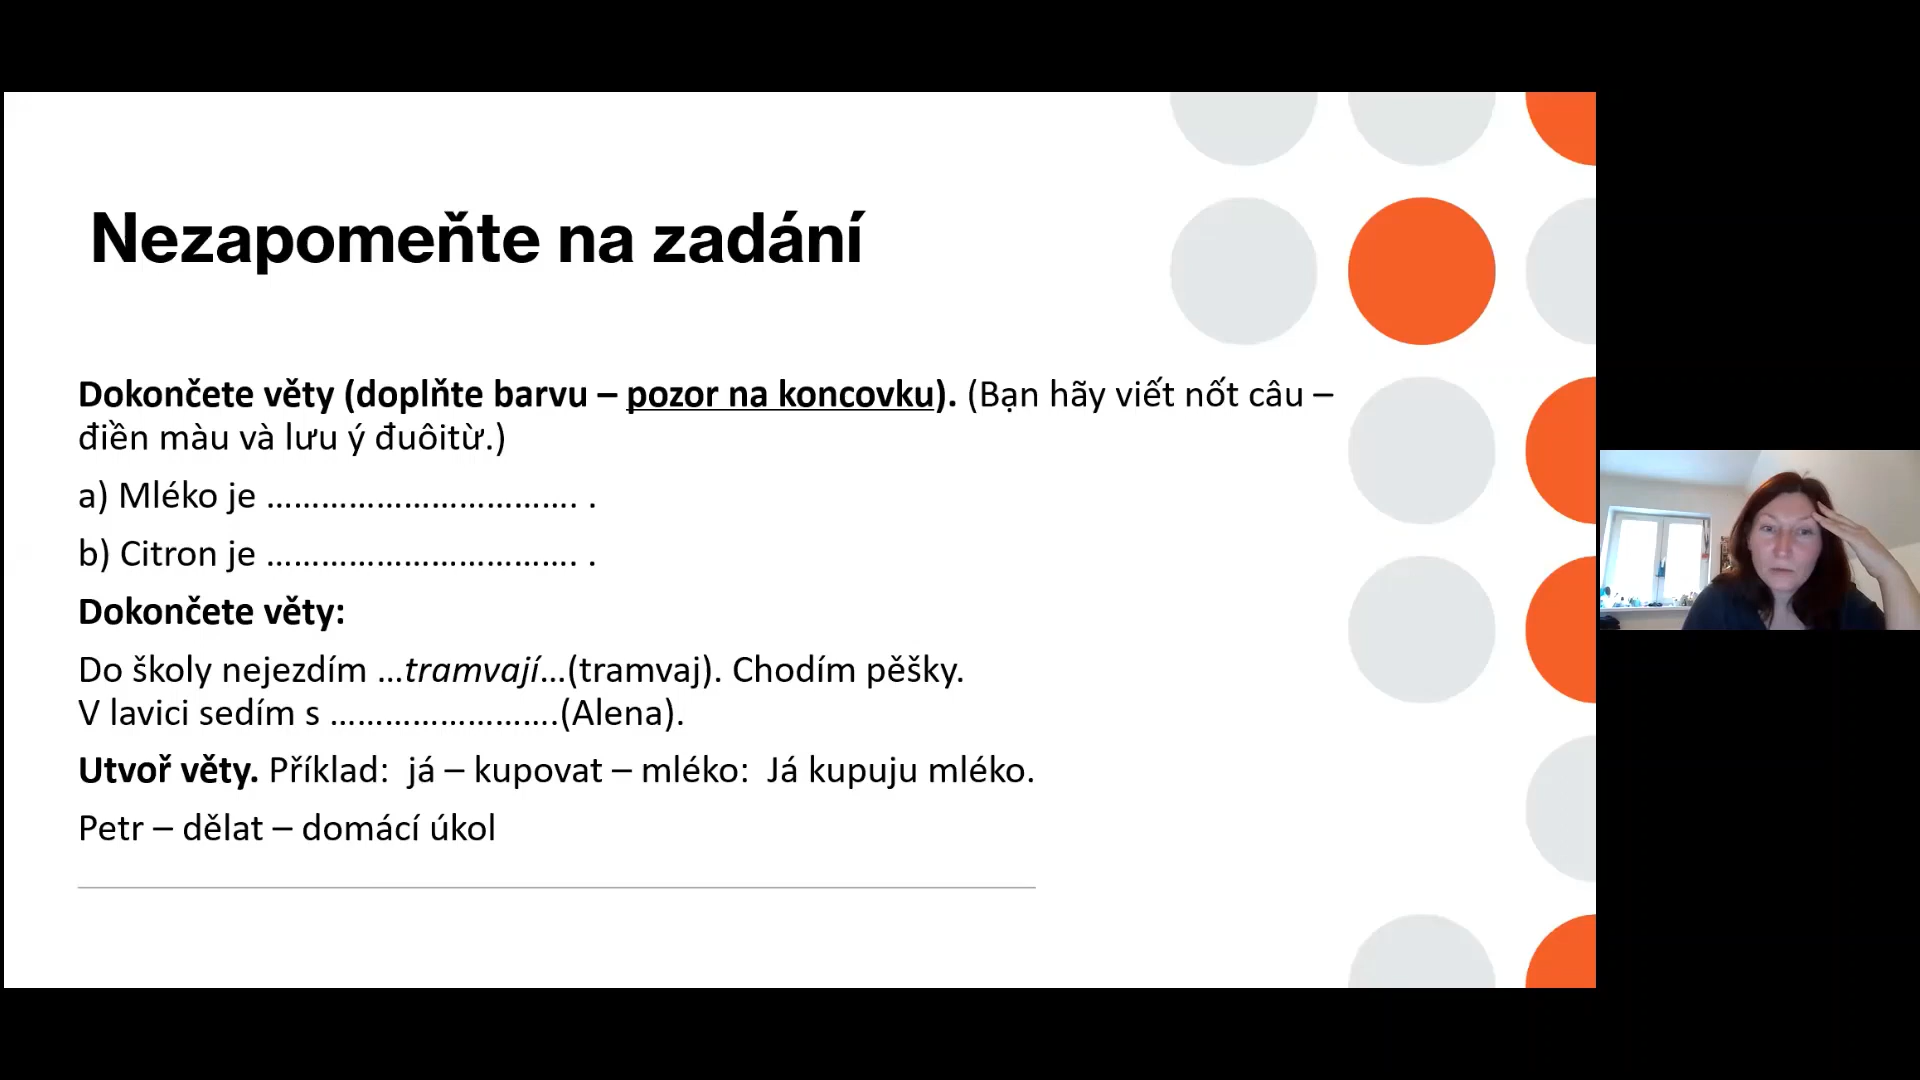 Nezapomeňte na zadání
Dokončete věty (doplňte barvu – pozor na koncovku). (Bạn hãy viết nốt câu –
điền màu và lưu ý đuôitừ.)
a) Mléko je ……………………………. .
b) Citron je ……………………………. .
Dokončete věty:
Do školy nejezdím …tramvají…(tramvaj). Chodím pěšky.
V lavici sedím s …………………….(Alena).
Utvoř věty. Příklad: já – kupovat – mléko: Já kupuju mléko.
Petr – dělat – domácí úkol